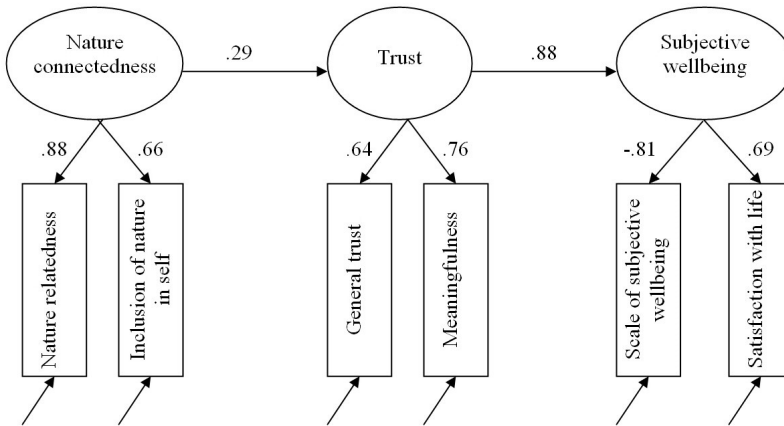 Nature
connectedness
.29
Trust
.88
Subjective
wellbeing
.88
.66
.64
.76
-.81
.69
Nature relatedness
Inclusion of nature
in self
General trust
Meaningfulness
Scale of subjective
wellbeing
Satisfaction with life